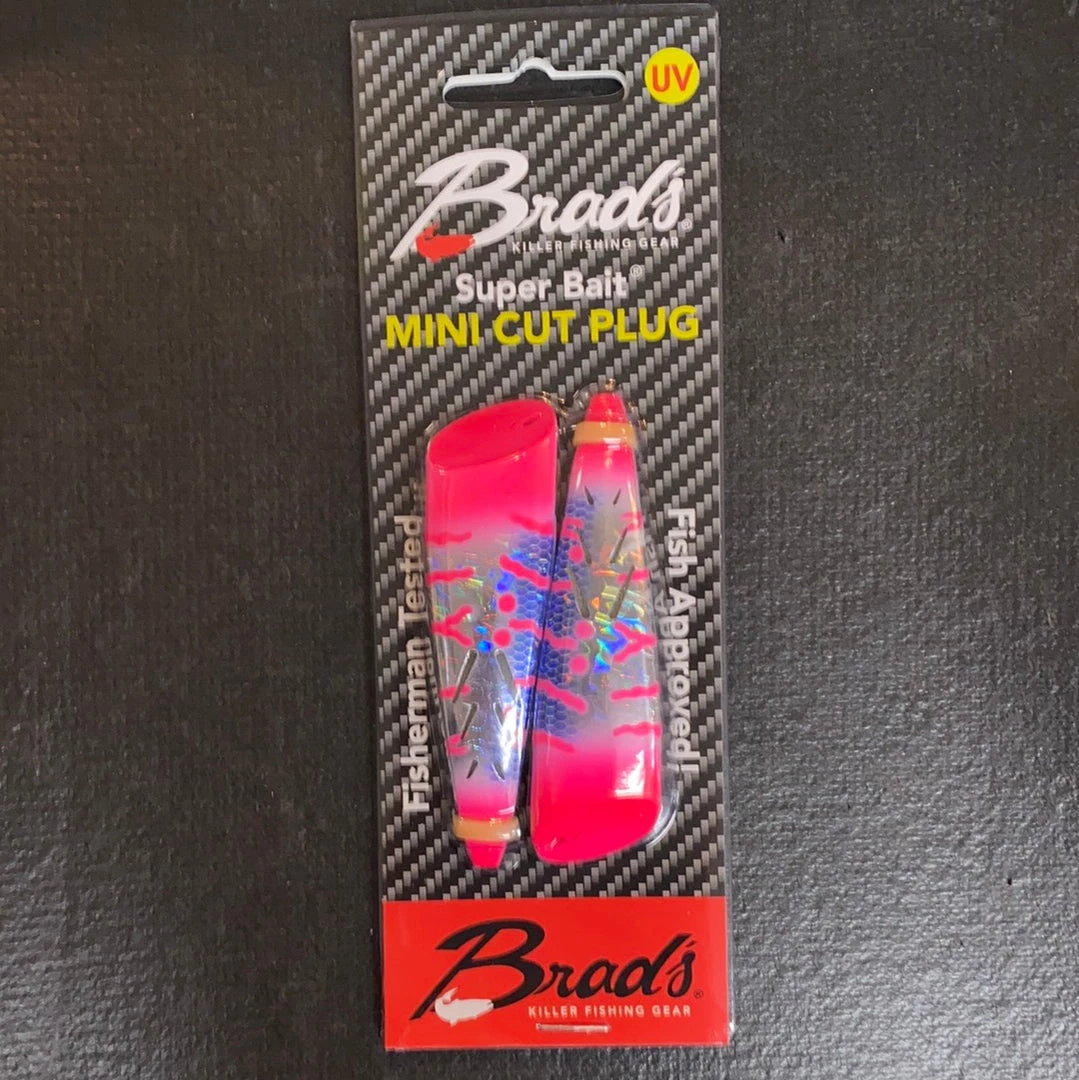 UV
Brad's®
KILLER FISHING GEAR
Super Bait®
MINI CUT PLUG
Fisherman Tested...
Fish Approved!
Brad's®
KILLER FISHING GEAR